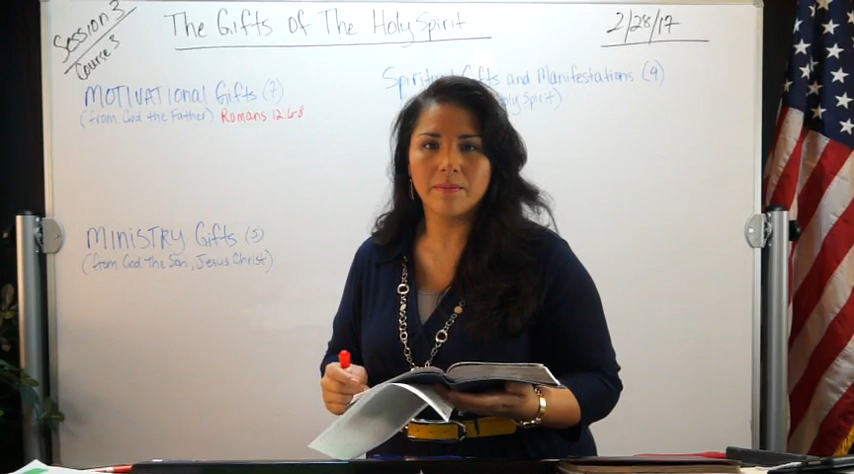 Session 3
Course 3
The Gifts of The Holy Spirit
2/28/17
MOTIVATIONAL Gifts (7)
(from God the Father) Romans 12:6-8
Spiritual Gifts and Manifestations (9)
Holy Spirit)
MINISTRY Gifts (5)
(from God The Son, Jesus Christ)